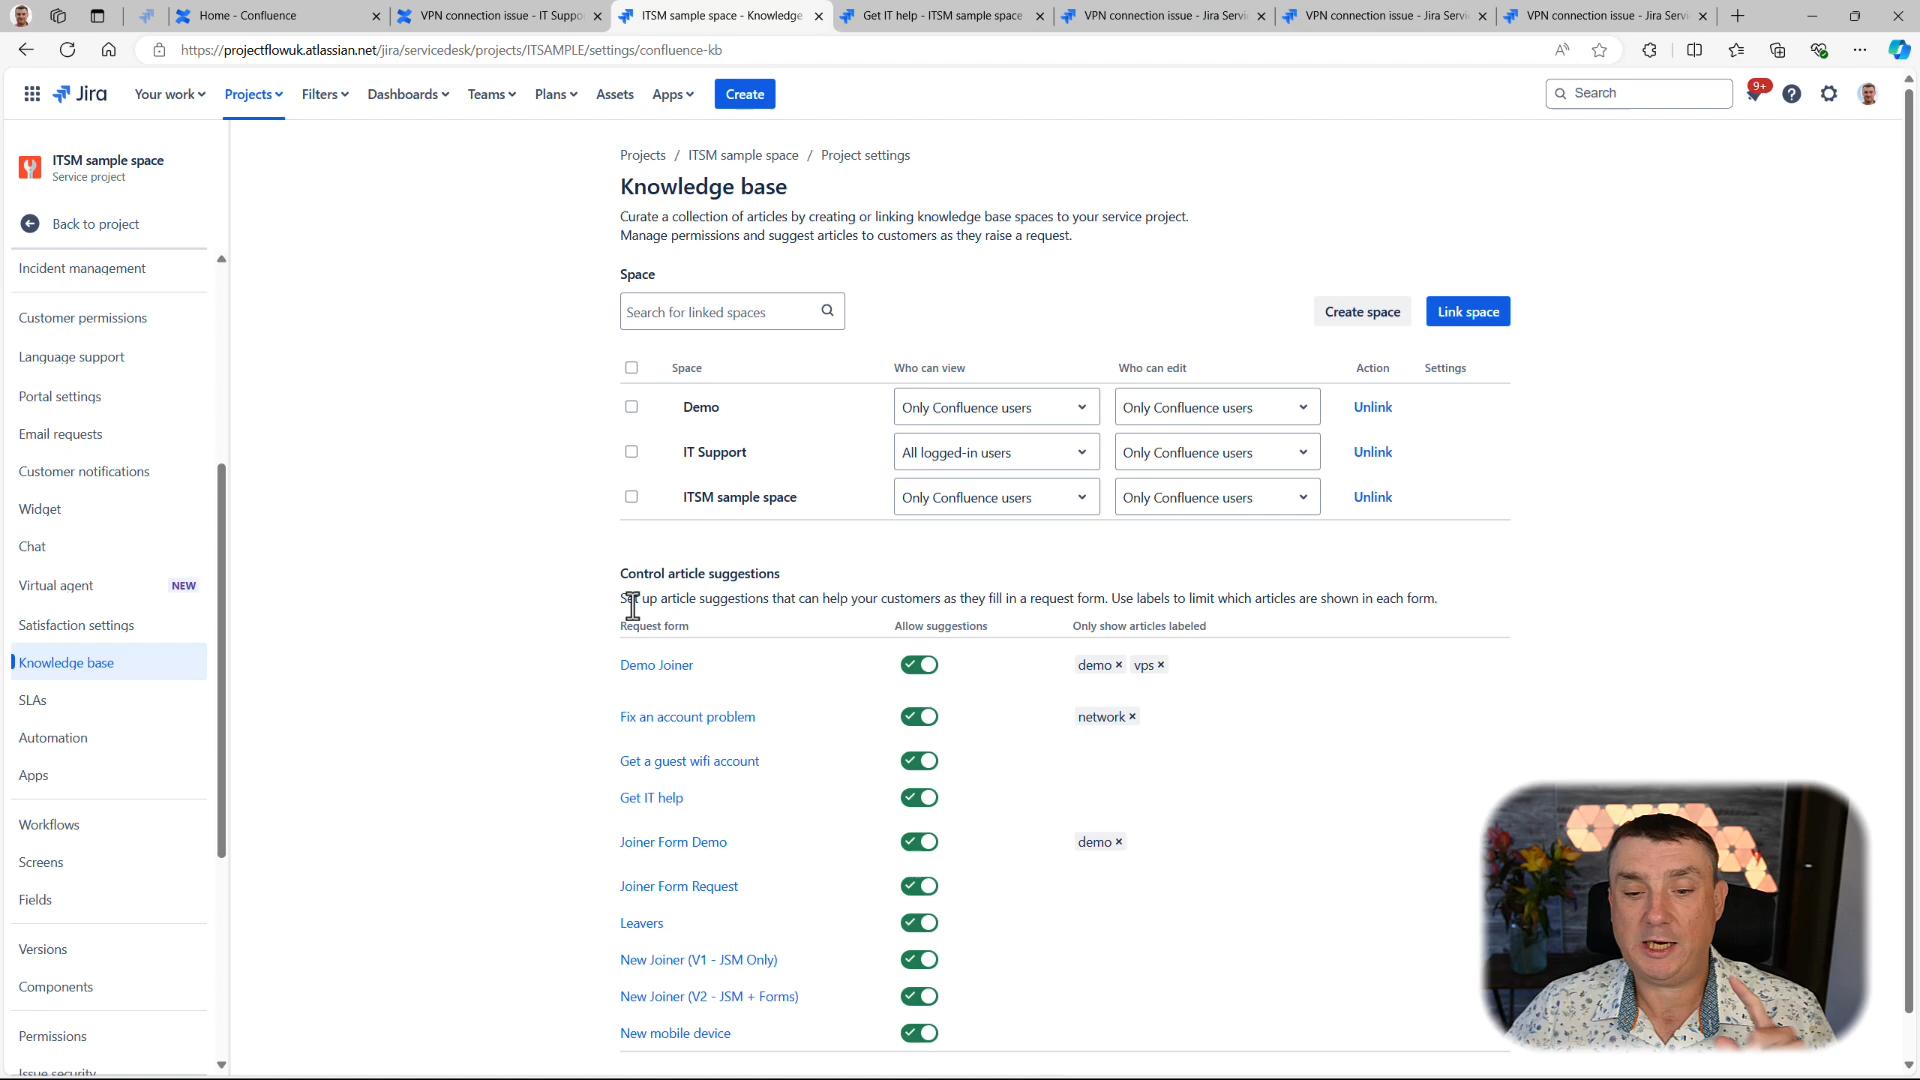 Home - Confluence
VPN connection issue - IT Suppo
ITSM sample space - Knowledge
Get IT help - ITSM sample space
VPN connection issue - Jira Servic
VPN connection issue - Jira Servic
VPN connection issue - Jira Servic
https://projectflowuk.atlassian.net/jira/servicedesk/projects/ITSAMPLE/settings/confluence-kb
Jira
Your work
Projects
Filters
Dashboards
Teams
Plans
Assets
Apps
Create
Search
9+
ITSM sample space
Service project
Back to project
Incident management
Customer permissions
Language support
Portal settings
Email requests
Customer notifications
Widget
Chat
Virtual agent NEW
Satisfaction settings
Knowledge base
SLAs
Automation
Apps
Workflows
Screens
Fields
Versions
Components
Permissions
Issue security
Projects / ITSM sample space / Project settings
Knowledge base
Curate a collection of articles by creating or linking knowledge base spaces to your service project.
Manage permissions and suggest articles to customers as they raise a request.
Space
Search for linked spaces
Create space
Link space
Space Who can view Who can edit Action Settings
Demo Only Confluence users Only Confluence users Unlink
IT Support All logged-in users Only Confluence users Unlink
ITSM sample space Only Confluence users Only Confluence users Unlink
Control article suggestions
Set up article suggestions that can help your customers as they fill in a request form. Use labels to limit which articles are shown in each form.
Request form Allow suggestions Only show articles labeled
Demo Joiner demo × vps ×
Fix an account problem network ×
Get a guest wifi account
Get IT help
Joiner Form Demo demo ×
Joiner Form Request
Leavers
New Joiner (V1 - JSM Only)
New Joiner (V2 - JSM + Forms)
New mobile device